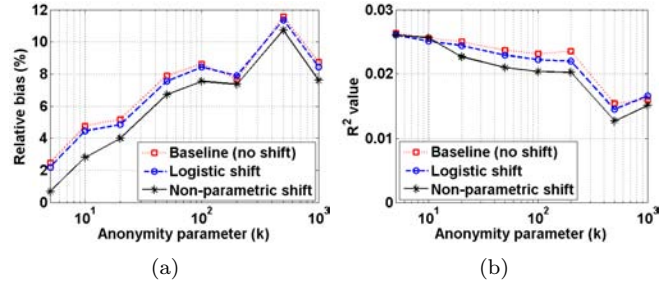 12
10
8
6
4
2
0
Relative bias (%)
Baseline (no shift)
Logistic shift
Non-parametric shift
10¹
10²
10³
Anonymity parameter (k)
(a)
0.03
0.02
0.01
0
R² value
Baseline (no shift)
Logistic shift
Non-parametric shift
10¹
10²
10³
Anonymity parameter (k)
(b)